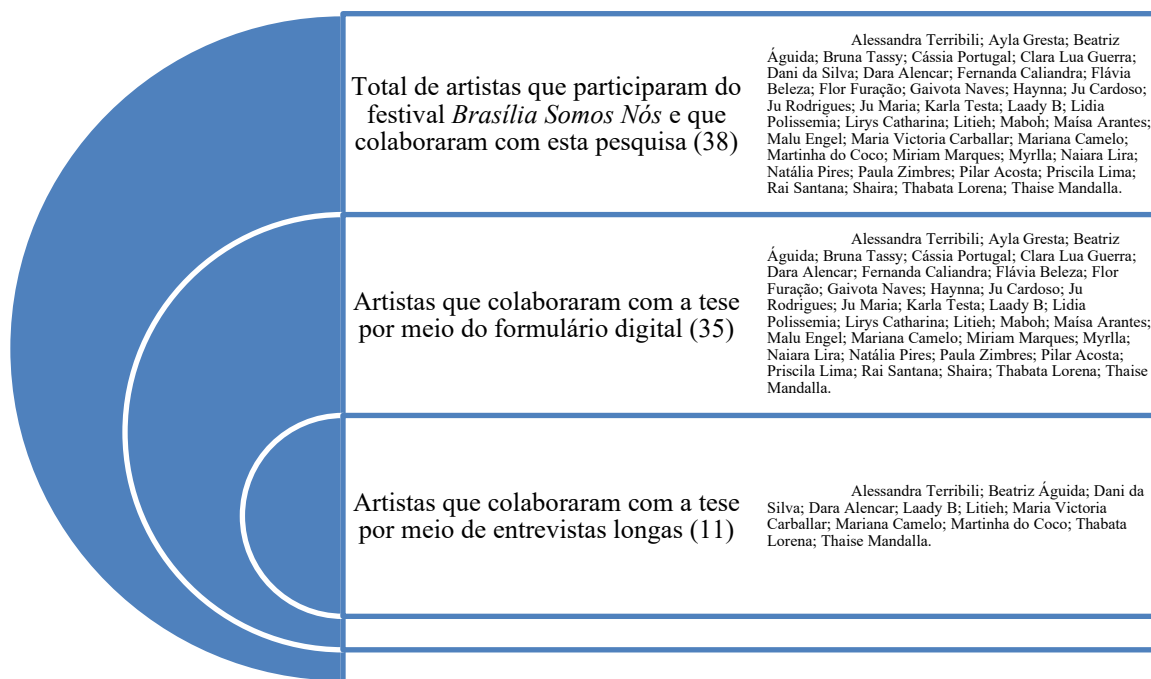 Total de artistas que participaram do
festival Brasília Somos Nós e que
colaboraram com esta pesquisa (38)
Alessandra Terribili; Ayla Gresta; Beatriz
Águida; Bruna Tassy; Cássia Portugal; Clara Lua Guerra;
Dani da Silva; Dara Alencar; Fernanda Caliandra; Flávia
Beleza; Flor Furação; Gaivota Naves; Haynna; Ju Cardoso;
Ju Rodrigues; Ju Maria; Karla Testa; Laady B; Lidia
Polissemia; Lirys Catharina; Litieh; Maboh; Maísa Arantes;
Malu Engel; Maria Victoria Carballar; Mariana Camelo;
Martinha do Coco; Miriam Marques; Myrlla; Naiara Lira;
Natália Pires; Paula Zimbres; Pilar Acosta; Priscila Lima;
Rai Santana; Shaira; Thabata Lorena; Thaise Mandalla.
Artistas que colaboraram com a tese
por meio do formulário digital (35)
Alessandra Terribili; Ayla Gresta; Beatriz
Águida; Bruna Tassy; Cássia Portugal; Clara Lua Guerra;
Dara Alencar; Fernanda Caliandra; Flávia Beleza; Flor
Furação; Gaivota Naves; Haynna; Ju Cardoso; Ju
Rodrigues; Ju Maria; Karla Testa; Laady B; Lidia
Polissemia; Lirys Catharina; Litieh; Maboh; Maísa Arantes;
Malu Engel; Mariana Camelo; Miriam Marques; Myrlla;
Naiara Lira; Natália Pires; Paula Zimbres; Pilar Acosta;
Priscila Lima; Rai Santana; Shaira; Thabata Lorena; Thaise
Mandalla.
Artistas que colaboraram com a tese
por meio de entrevistas longas (11)
Alessandra Terribili; Beatriz Águida; Dani da
Silva; Dara Alencar; Laady B; Litieh; Maria Victoria
Carballar; Mariana Camelo; Martinha do Coco; Thabata
Lorena; Thaise Mandalla.